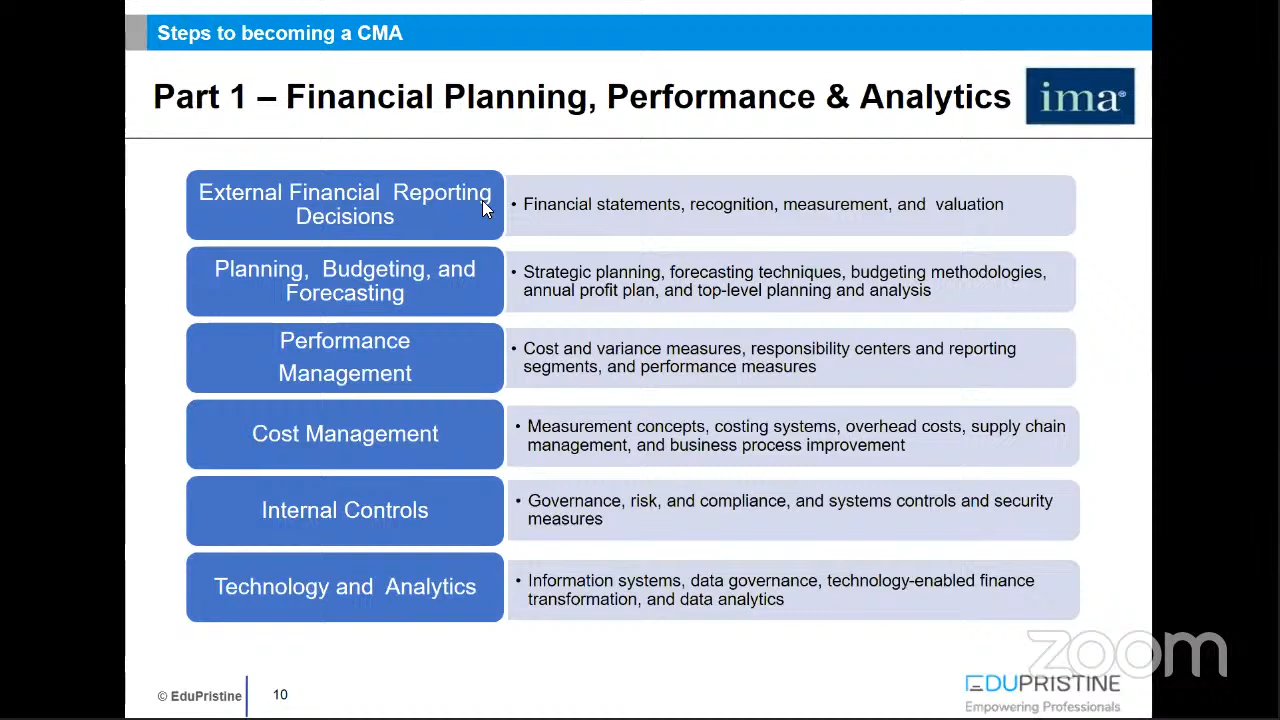 Steps to becoming a CMA
Part 1 – Financial Planning, Performance & Analytics
ima®
External Financial Reporting
Decisions
• Financial statements, recognition, measurement, and valuation
Planning, Budgeting, and
Forecasting
• Strategic planning, forecasting techniques, budgeting methodologies,
annual profit plan, and top-level planning and analysis
Performance
Management
• Cost and variance measures, responsibility centers and reporting
segments, and performance measures
Cost Management
• Measurement concepts, costing systems, overhead costs, supply chain
management, and business process improvement
Internal Controls
• Governance, risk, and compliance, and systems controls and security
measures
Technology and Analytics
• Information systems, data governance, technology-enabled finance
transformation, and data analytics
zoom
© EduPristine
10
EDUPRISTINE
Empowering Professionals